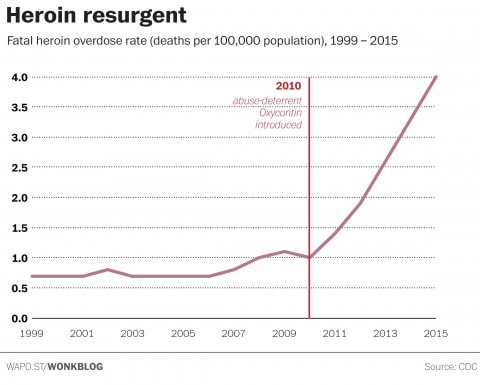 Heroin resurgent
Fatal heroin overdose rate (deaths per 100,000 population), 1999 – 2015
4.0
3.5
3.0
2.5
2.0
1.5
1.0
0.5
0.0
2010
abuse-deterrent
Oxycontin
introduced
1999 2001 2003 2005 2007 2009 2011 2013 2015
WAPO.ST/WONKBLOG Source: CDC